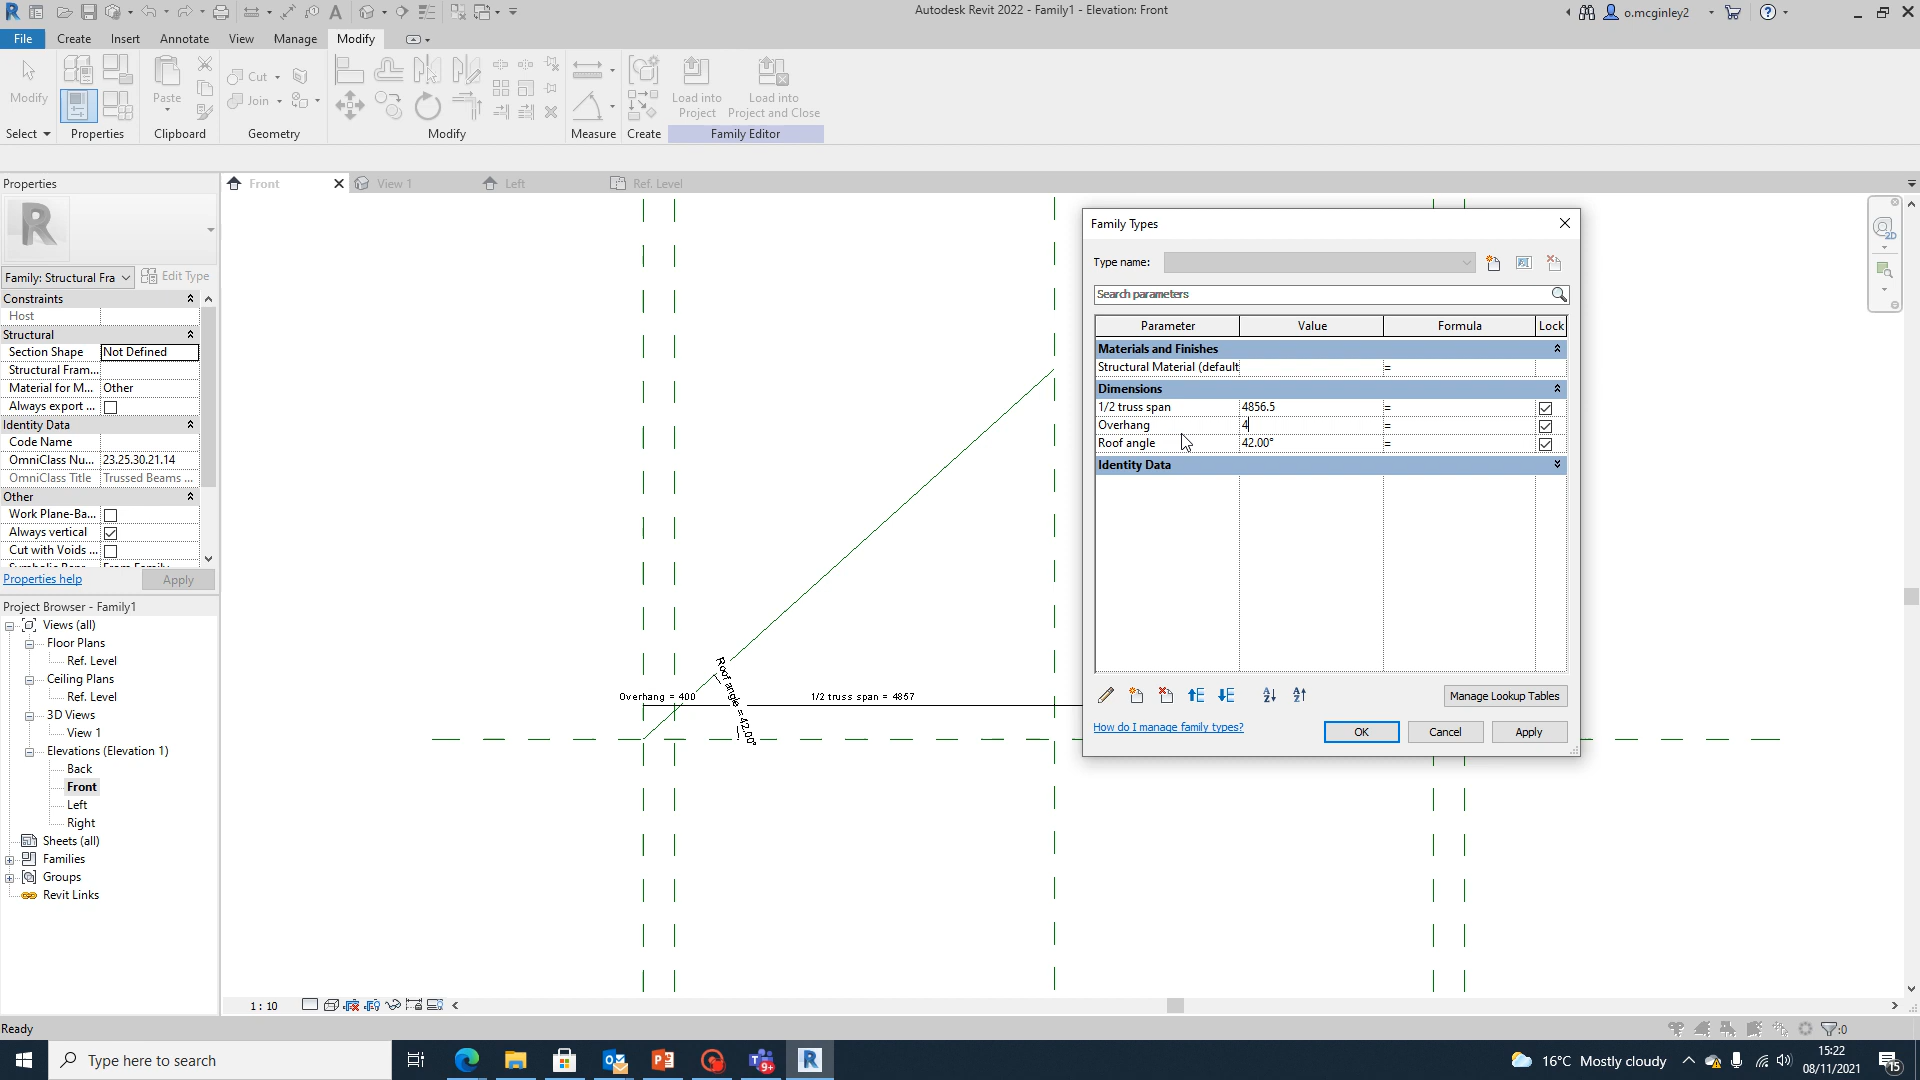 Autodesk Revit 2022 - Family1 - Elevation: Front
o.mcginley2
File Create Insert Annotate View Manage Modify
Modify
Paste
Cut
Join
Load into Project
Load into Project and Close
Select Properties Clipboard Geometry Modify Measure Create Family Editor
Properties
Front View 1 Left Ref. Level
Family: Structural Fra Edit Type
Constraints
Host
Structural
Section Shape Not Defined
Structural Fram...
Material for M... Other
Always export ...
Identity Data
Code Name
OmniClass Nu... 23.25.30.21.14
OmniClass Title Trussed Beams ...
Other
Work Plane-Ba...
Always vertical
Cut with Voids ...
Properties help Apply
Project Browser - Family1
Views (all)
Floor Plans
Ref. Level
Ceiling Plans
Ref. Level
3D Views
View 1
Elevations (Elevation 1)
Back
Front
Left
Right
Sheets (all)
Families
Groups
Revit Links
Overhang = 400
Roof angle = 42.00°
1/2 truss span = 4857
Family Types
Type name:
Search parameters
Parameter Value Formula Lock
Materials and Finishes
Structural Material (default =
Dimensions
1/2 truss span 4856.5 =
Overhang 4 =
Roof angle 42.00° =
Identity Data
Manage Lookup Tables
How do I manage family types?
OK Cancel Apply
1 : 10
Ready
:0
Type here to search
9+
16°C Mostly cloudy
15:22
08/11/2021
15